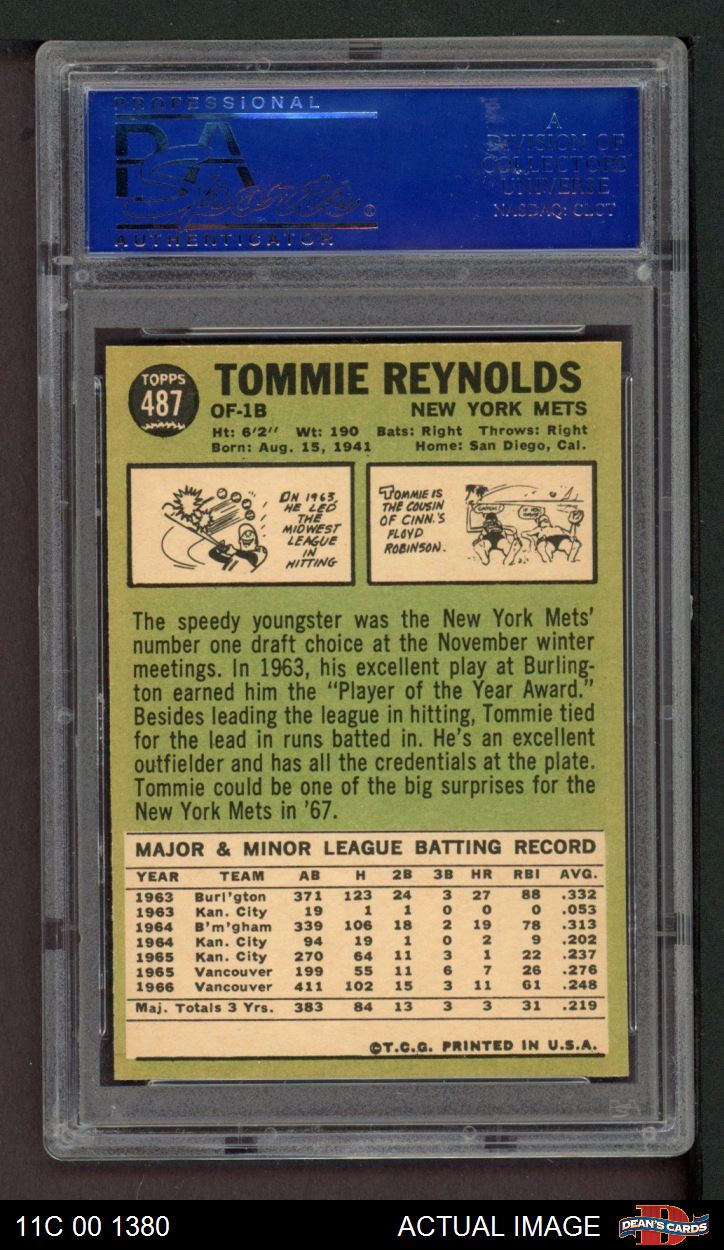 PROFESSIONAL
PSA
Sports
AUTHENTICATOR
A
DIVISION OF
COLLECTORS
UNIVERSE
NASDAQ: CLCT
TOPPS
487
TOMMIE REYNOLDS
OF-1B NEW YORK METS
Ht: 6'2" Wt: 190 Bats: Right Throws: Right
Born: Aug. 15, 1941 Home: San Diego, Cal.
ON 1963,
HE LED
THE
MIDWEST
LEAGUE
IN
HITTING
TOMMIE IS
THE COUSIN
OF CINN.'S
FLOYD
ROBINSON.
The speedy youngster was the New York Mets'
number one draft choice at the November winter
meetings. In 1963, his excellent play at Burling-
ton earned him the "Player of the Year Award."
Besides leading the league in hitting, Tommie tied
for the lead in runs batted in. He's an excellent
outfielder and has all the credentials at the plate.
Tommie could be one of the big surprises for the
New York Mets in '67.
MAJOR & MINOR LEAGUE BATTING RECORD
YEAR TEAM AB H 2B 3B HR RBI AVG.
1963 Burl'gton 371 123 24 3 27 88 .332
1963 Kan. City 19 1 1 0 0 0 .053
1964 B'm'gham 339 106 18 2 19 78 .313
1964 Kan. City 94 19 1 0 2 9 .202
1965 Kan. City 270 64 11 3 1 22 .237
1965 Vancouver 199 55 11 6 7 26 .276
1966 Vancouver 411 102 15 3 11 61 .248
Maj. Totals 3 Yrs. 383 84 13 3 3 31 .219
©T.C.G. PRINTED IN U.S.A.
11C 00 1380 ACTUAL IMAGE DEAN'S CARDS